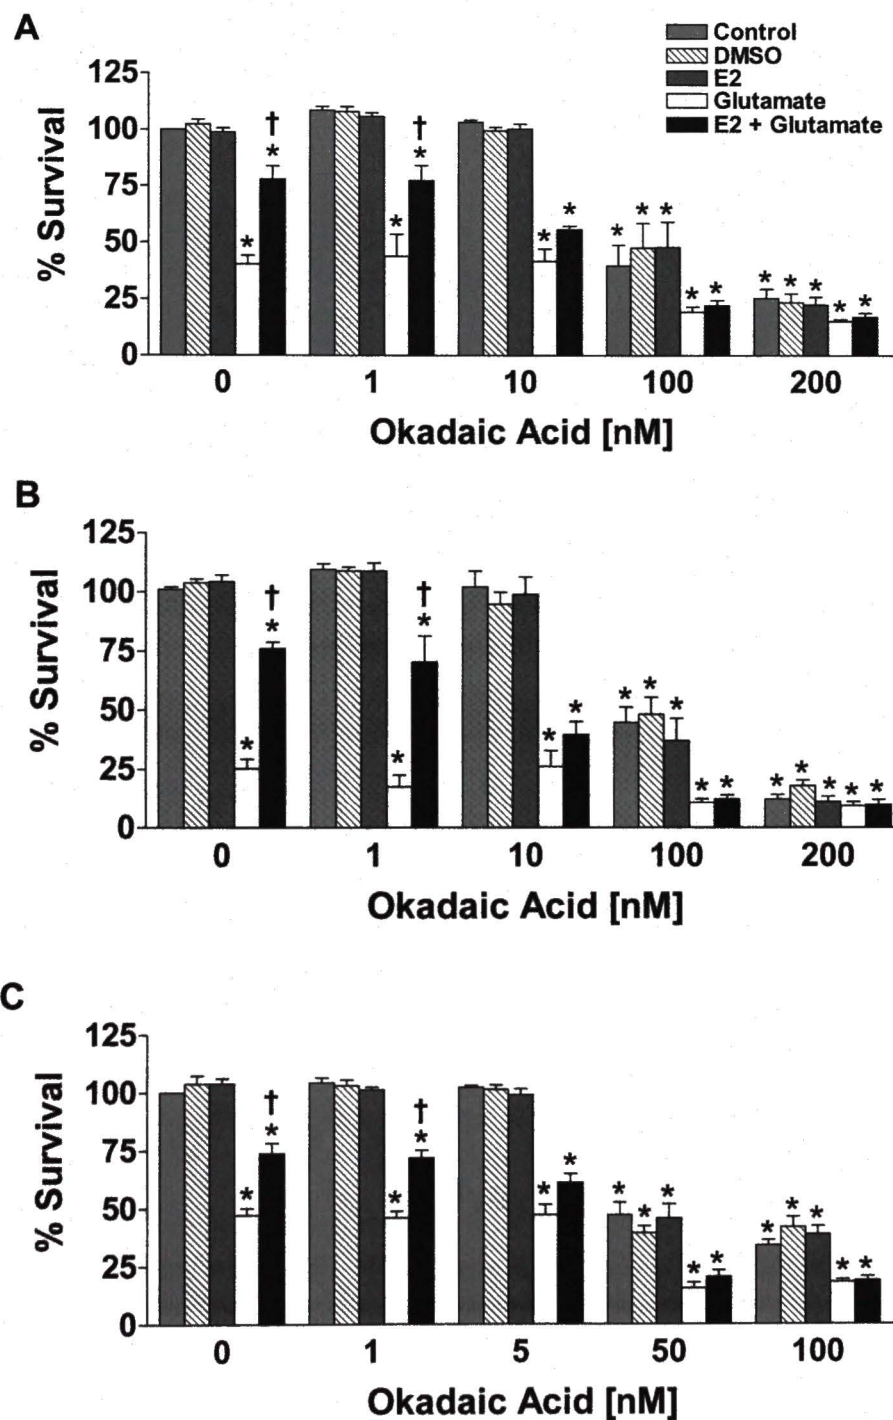 A
Control
DMSO
E2
Glutamate
E2 + Glutamate
125
100
75
50
25
0
% Survival
† †
* * * * * * * * * * * * * * * *
0 1 10 100 200
Okadaic Acid [nM]
B
125
100
75
50
25
0
% Survival
† †
* * * * * * * * * * * * * * * *
0 1 10 100 200
Okadaic Acid [nM]
C
125
100
75
50
25
0
% Survival
† †
* * * * * * * * * * * * * * * *
0 1 5 50 100
Okadaic Acid [nM]